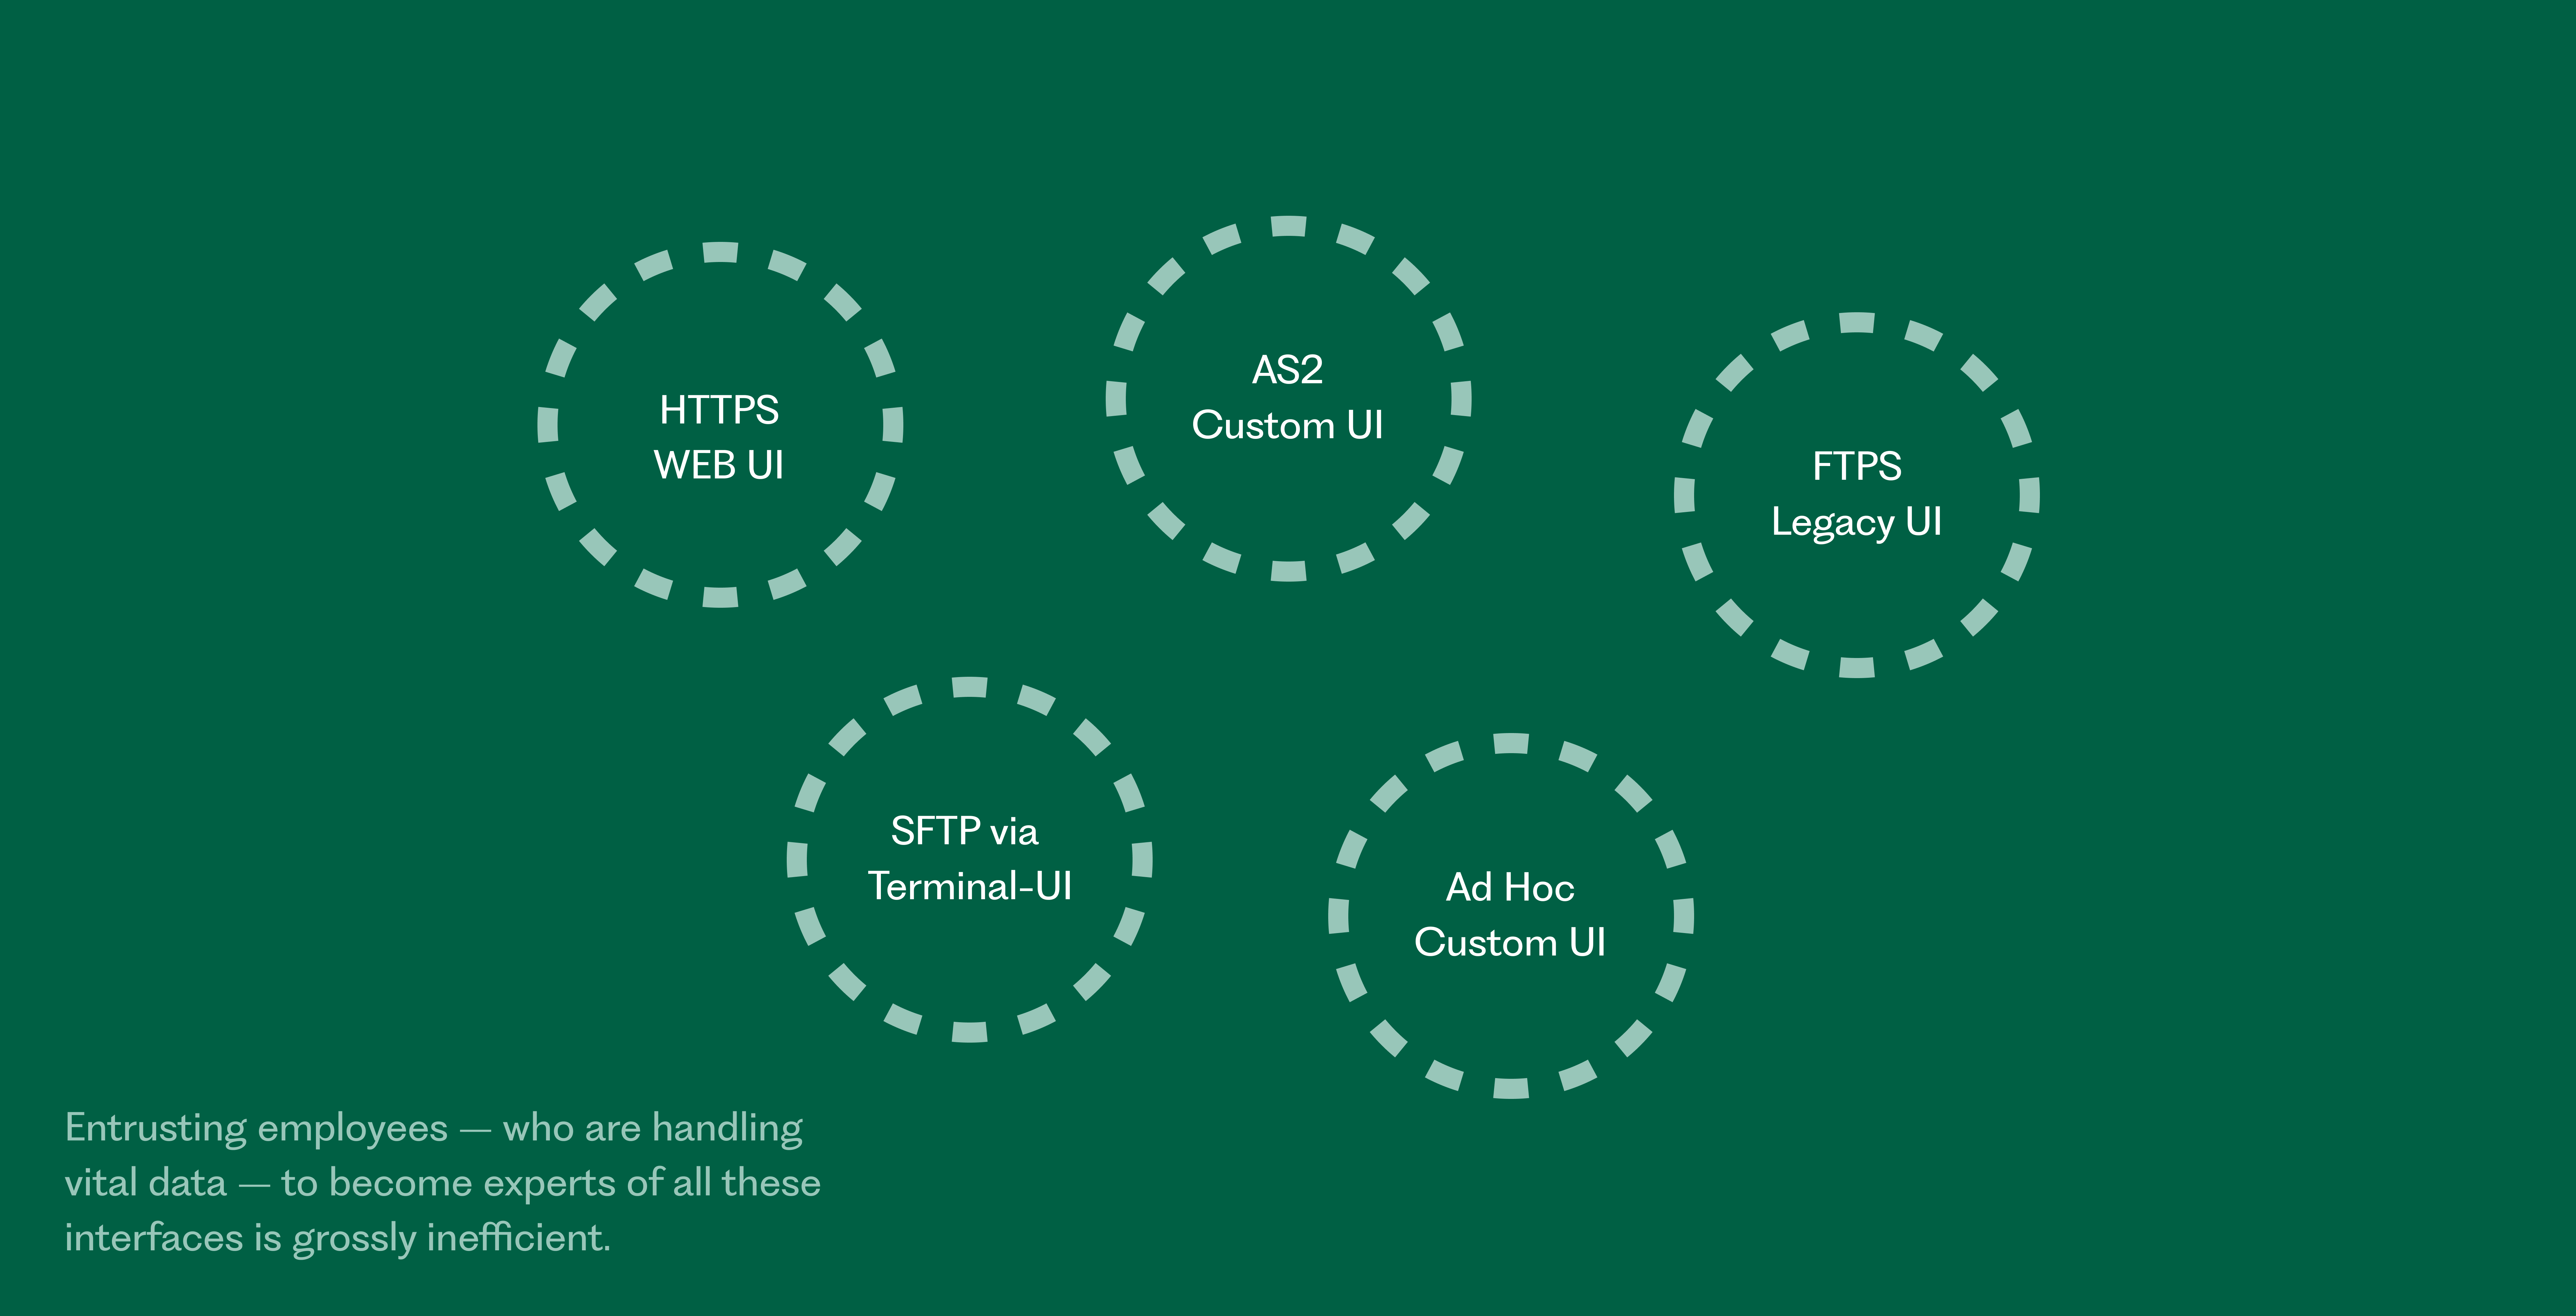 HTTPS
WEB UI
AS2
Custom UI
FTPS
Legacy UI
SFTP via
Terminal-UI
Ad Hoc
Custom UI
Entrusting employees — who are handling
vital data — to become experts of all these
interfaces is grossly inefficient.